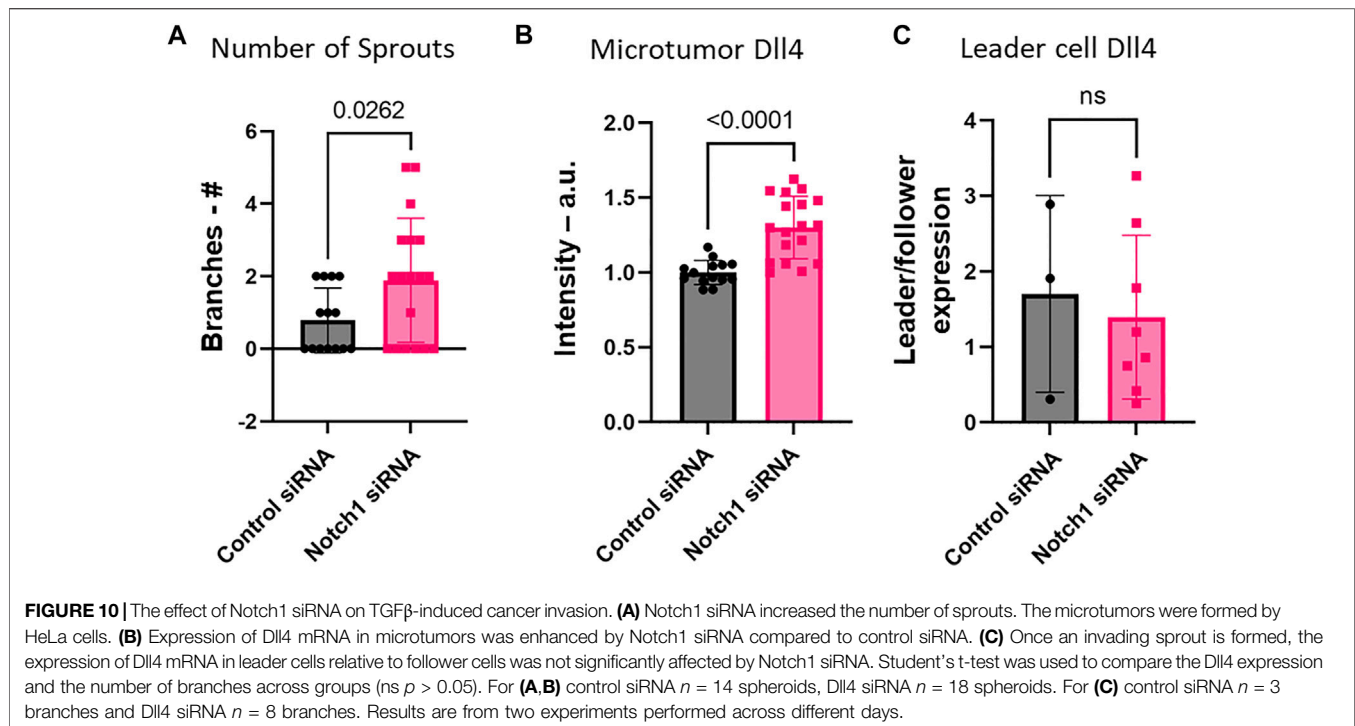 A Number of Sprouts
0.0262
6
4
2
0
-2
Branches - #
Control siRNA
Notch1 siRNA
B Microtumor Dll4
<0.0001
2.0
1.5
1.0
0.5
0.0
Intensity – a.u.
Control siRNA
Notch1 siRNA
C Leader cell Dll4
ns
4
3
2
1
0
Leader/follower
expression
Control siRNA
Notch1 siRNA
FIGURE 10 | The effect of Notch1 siRNA on TGFβ-induced cancer invasion. (A) Notch1 siRNA increased the number of sprouts. The microtumors were formed by
HeLa cells. (B) Expression of Dll4 mRNA in microtumors was enhanced by Notch1 siRNA compared to control siRNA. (C) Once an invading sprout is formed, the
expression of Dll4 mRNA in leader cells relative to follower cells was not significantly affected by Notch1 siRNA. Student’s t-test was used to compare the Dll4 expression
and the number of branches across groups (ns p > 0.05). For (A,B) control siRNA n = 14 spheroids, Dll4 siRNA n = 18 spheroids. For (C) control siRNA n = 3
branches and Dll4 siRNA n = 8 branches. Results are from two experiments performed across different days.